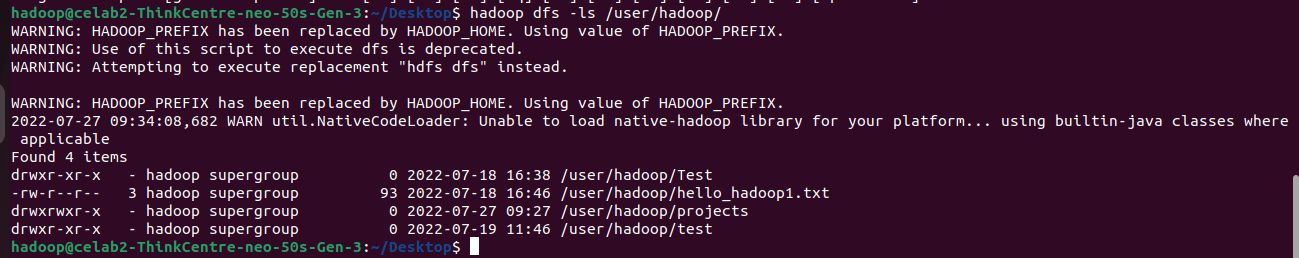 hadoop@celab2-ThinkCentre-neo-50s-Gen-3:~/Desktop$ hadoop dfs -ls /user/hadoop/
WARNING: HADOOP_PREFIX has been replaced by HADOOP_HOME. Using value of HADOOP_PREFIX.
WARNING: Use of this script to execute dfs is deprecated.
WARNING: Attempting to execute replacement "hdfs dfs" instead.

WARNING: HADOOP_PREFIX has been replaced by HADOOP_HOME. Using value of HADOOP_PREFIX.
2022-07-27 09:34:08,682 WARN util.NativeCodeLoader: Unable to load native-hadoop library for your platform... using builtin-java classes where
 applicable
Found 4 items
drwxr-xr-x   - hadoop supergroup          0 2022-07-18 16:38 /user/hadoop/Test
-rw-r--r--   3 hadoop supergroup         93 2022-07-18 16:46 /user/hadoop/hello_hadoop1.txt
drwxrwxr-x   - hadoop supergroup          0 2022-07-27 09:27 /user/hadoop/projects
drwxr-xr-x   - hadoop supergroup          0 2022-07-19 11:46 /user/hadoop/test
hadoop@celab2-ThinkCentre-neo-50s-Gen-3:~/Desktop$